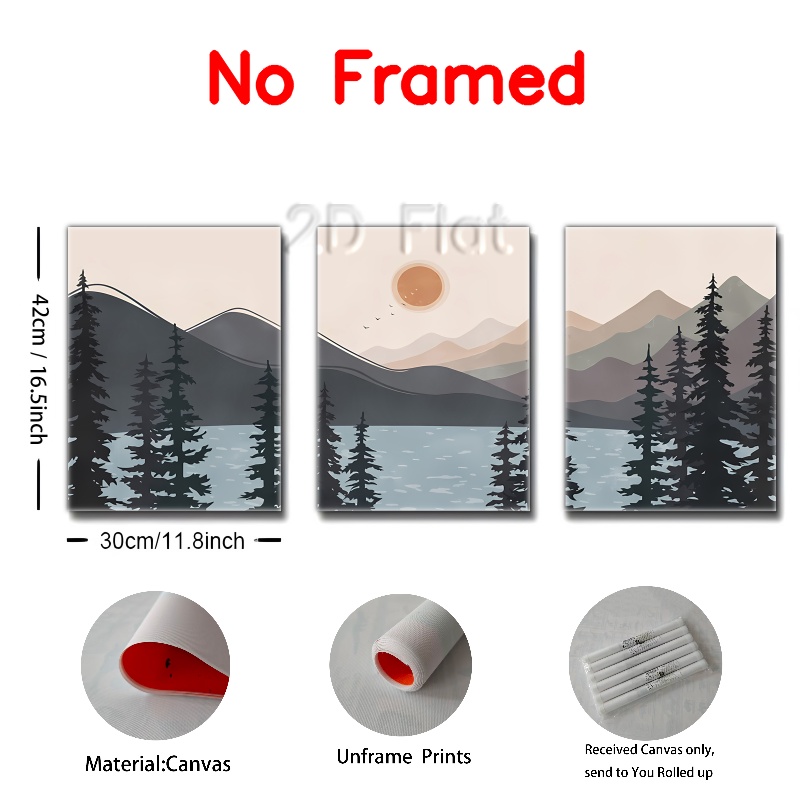 No Framed
2D Flat
42cm / 16.5inch
30cm/11.8inch
Material:Canvas
Unframe Prints
Received Canvas only,
send to You Rolled up